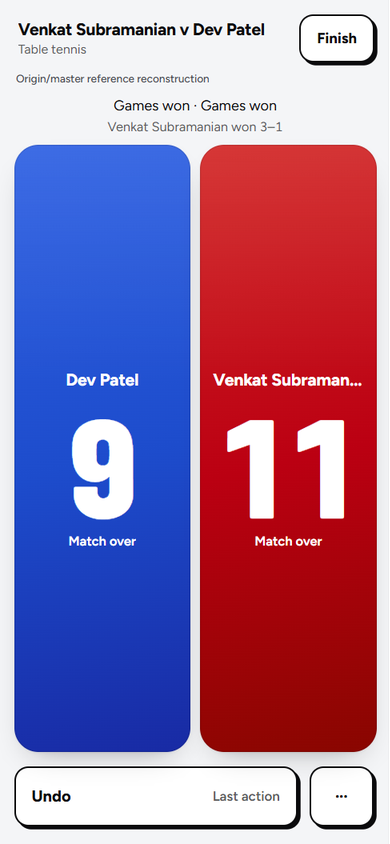 Venkat Subramanian v Dev Patel
Table tennis
Finish
Origin/master reference reconstruction
Games won · Games won
Venkat Subramanian won 3–1
Dev Patel
9
Match over
Venkat Subraman...
11
Match over
Undo
Last action
...